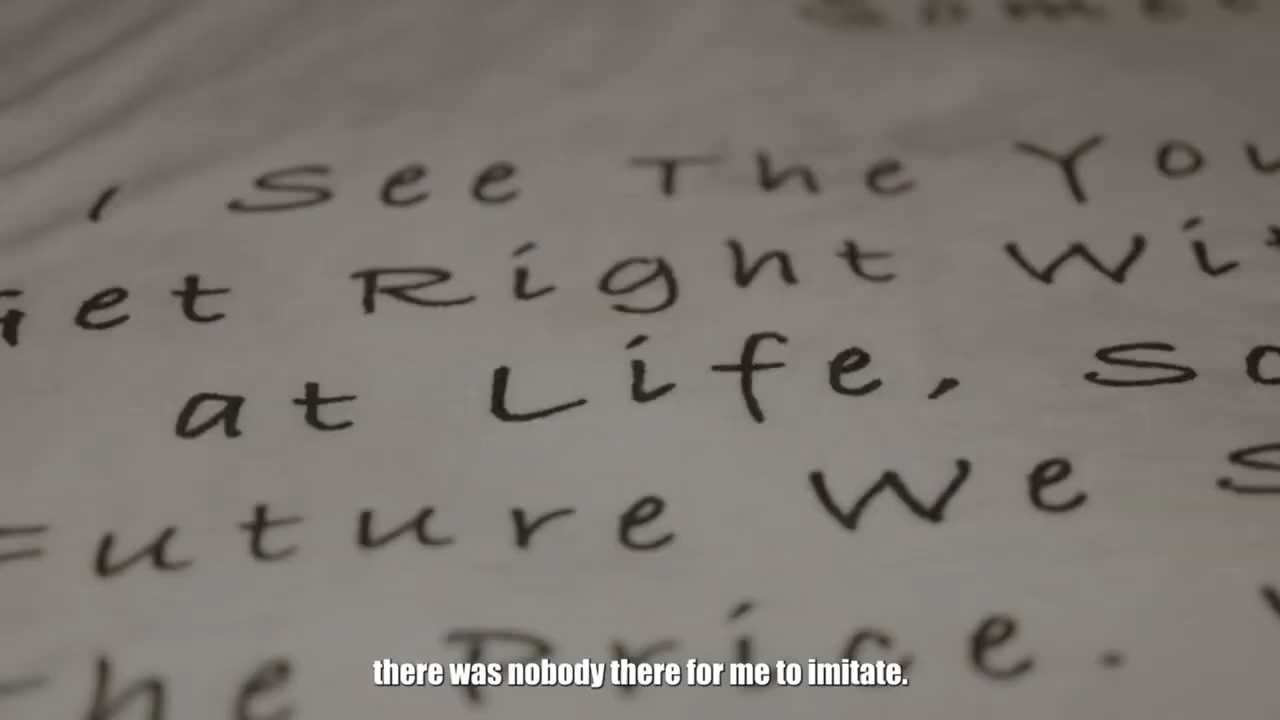 , See The You
Get Right Wit
at Life, So
Future We S
the Price.
there was nobody there for me to imitate.